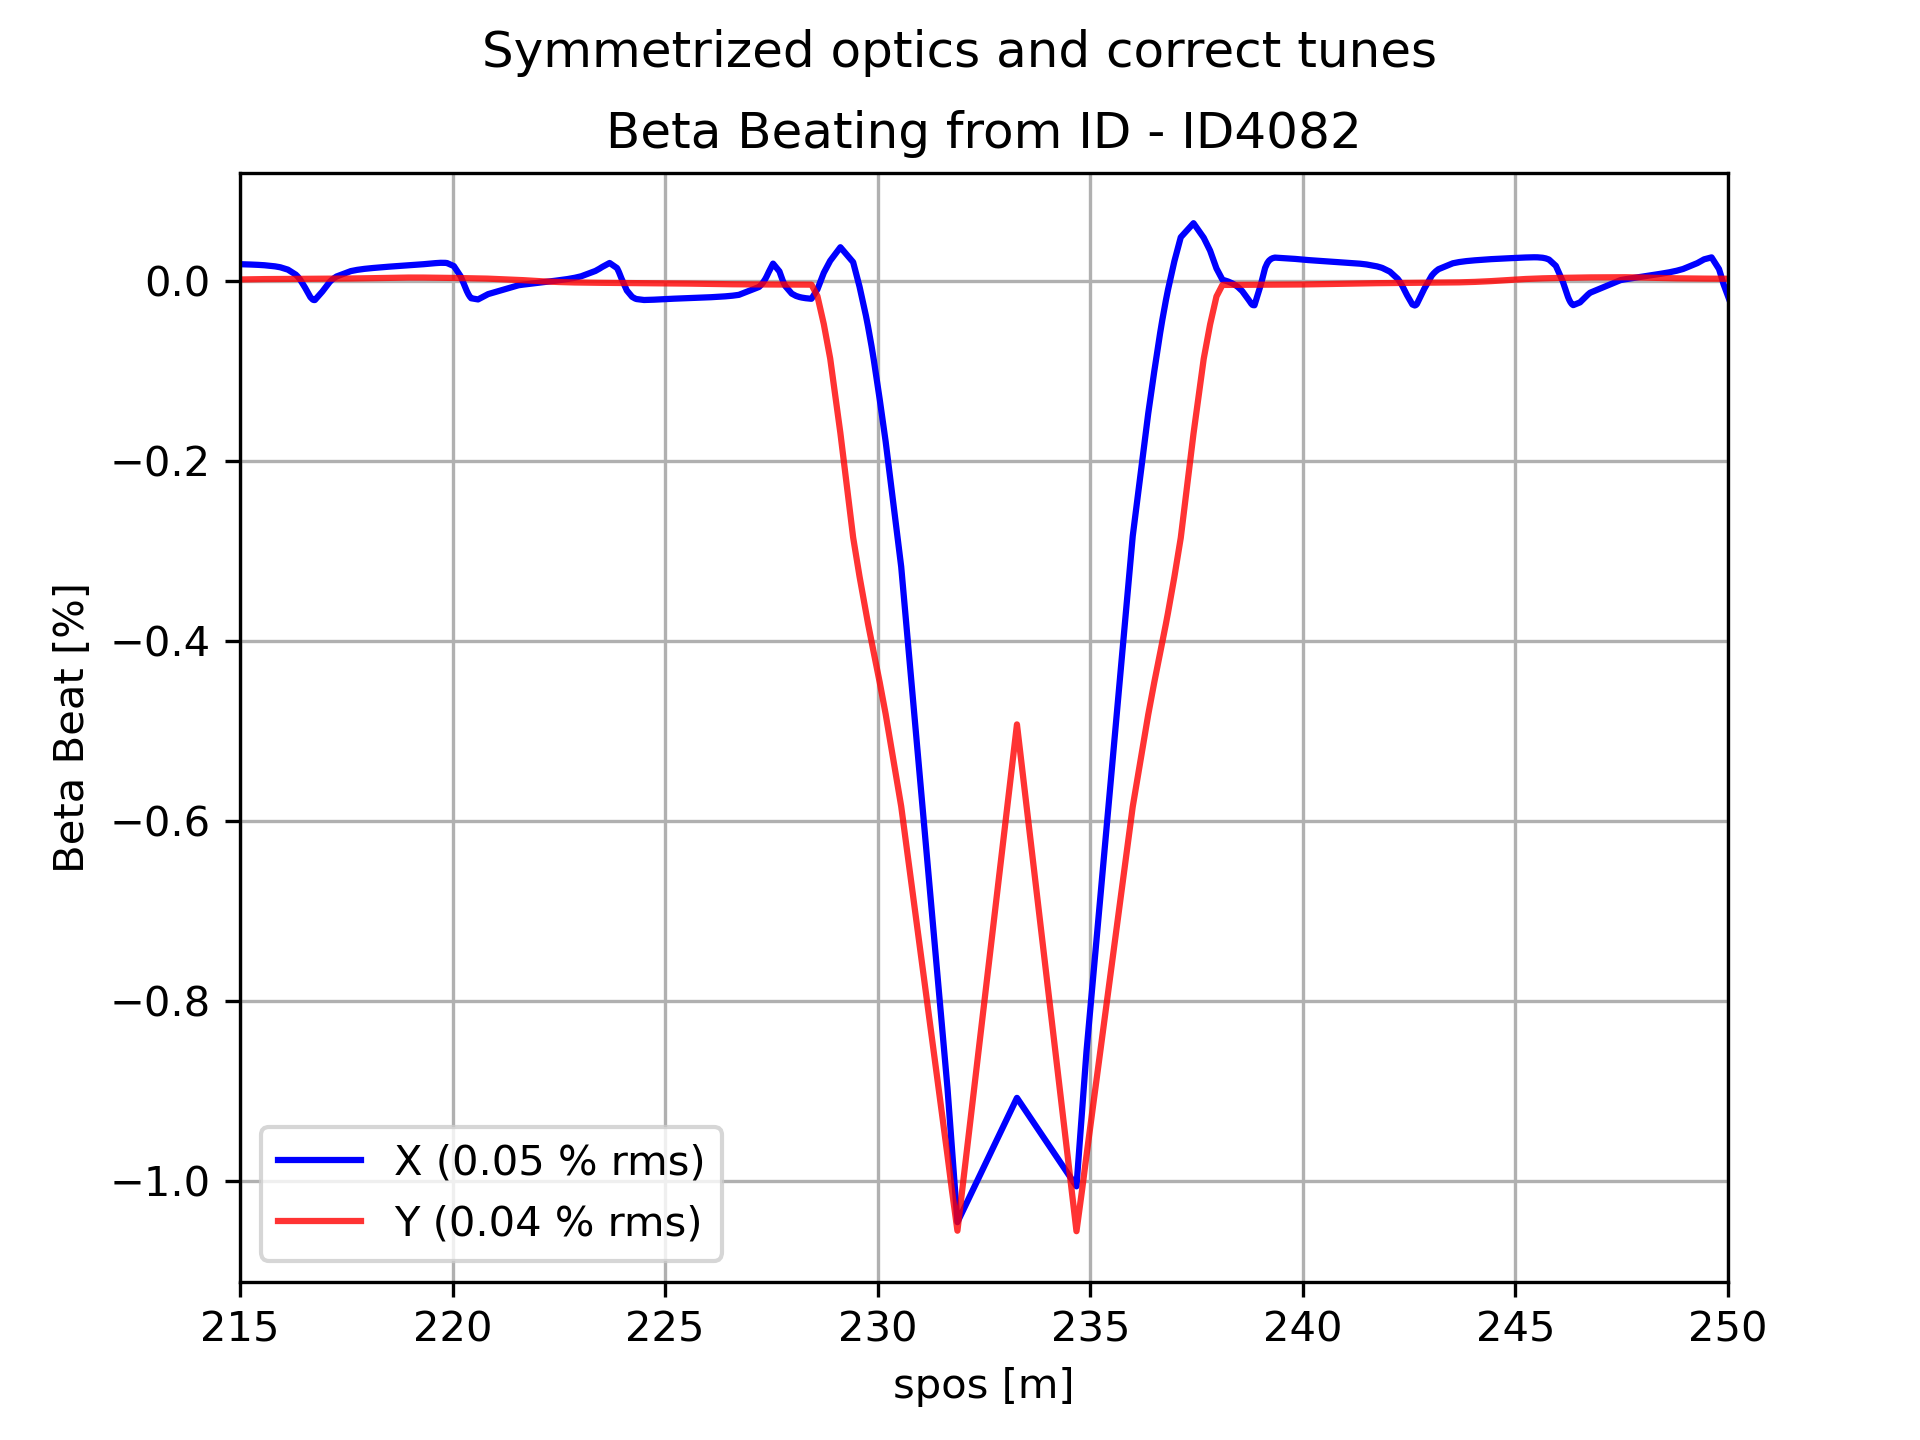 Symmetrized optics and correct tunes
Beta Beating from ID - ID4082
Beta Beat [%]
0.0
−0.2
−0.4
−0.6
−0.8
−1.0
X (0.05 % rms)
Y (0.04 % rms)
215 220 225 230 235 240 245 250
spos [m]